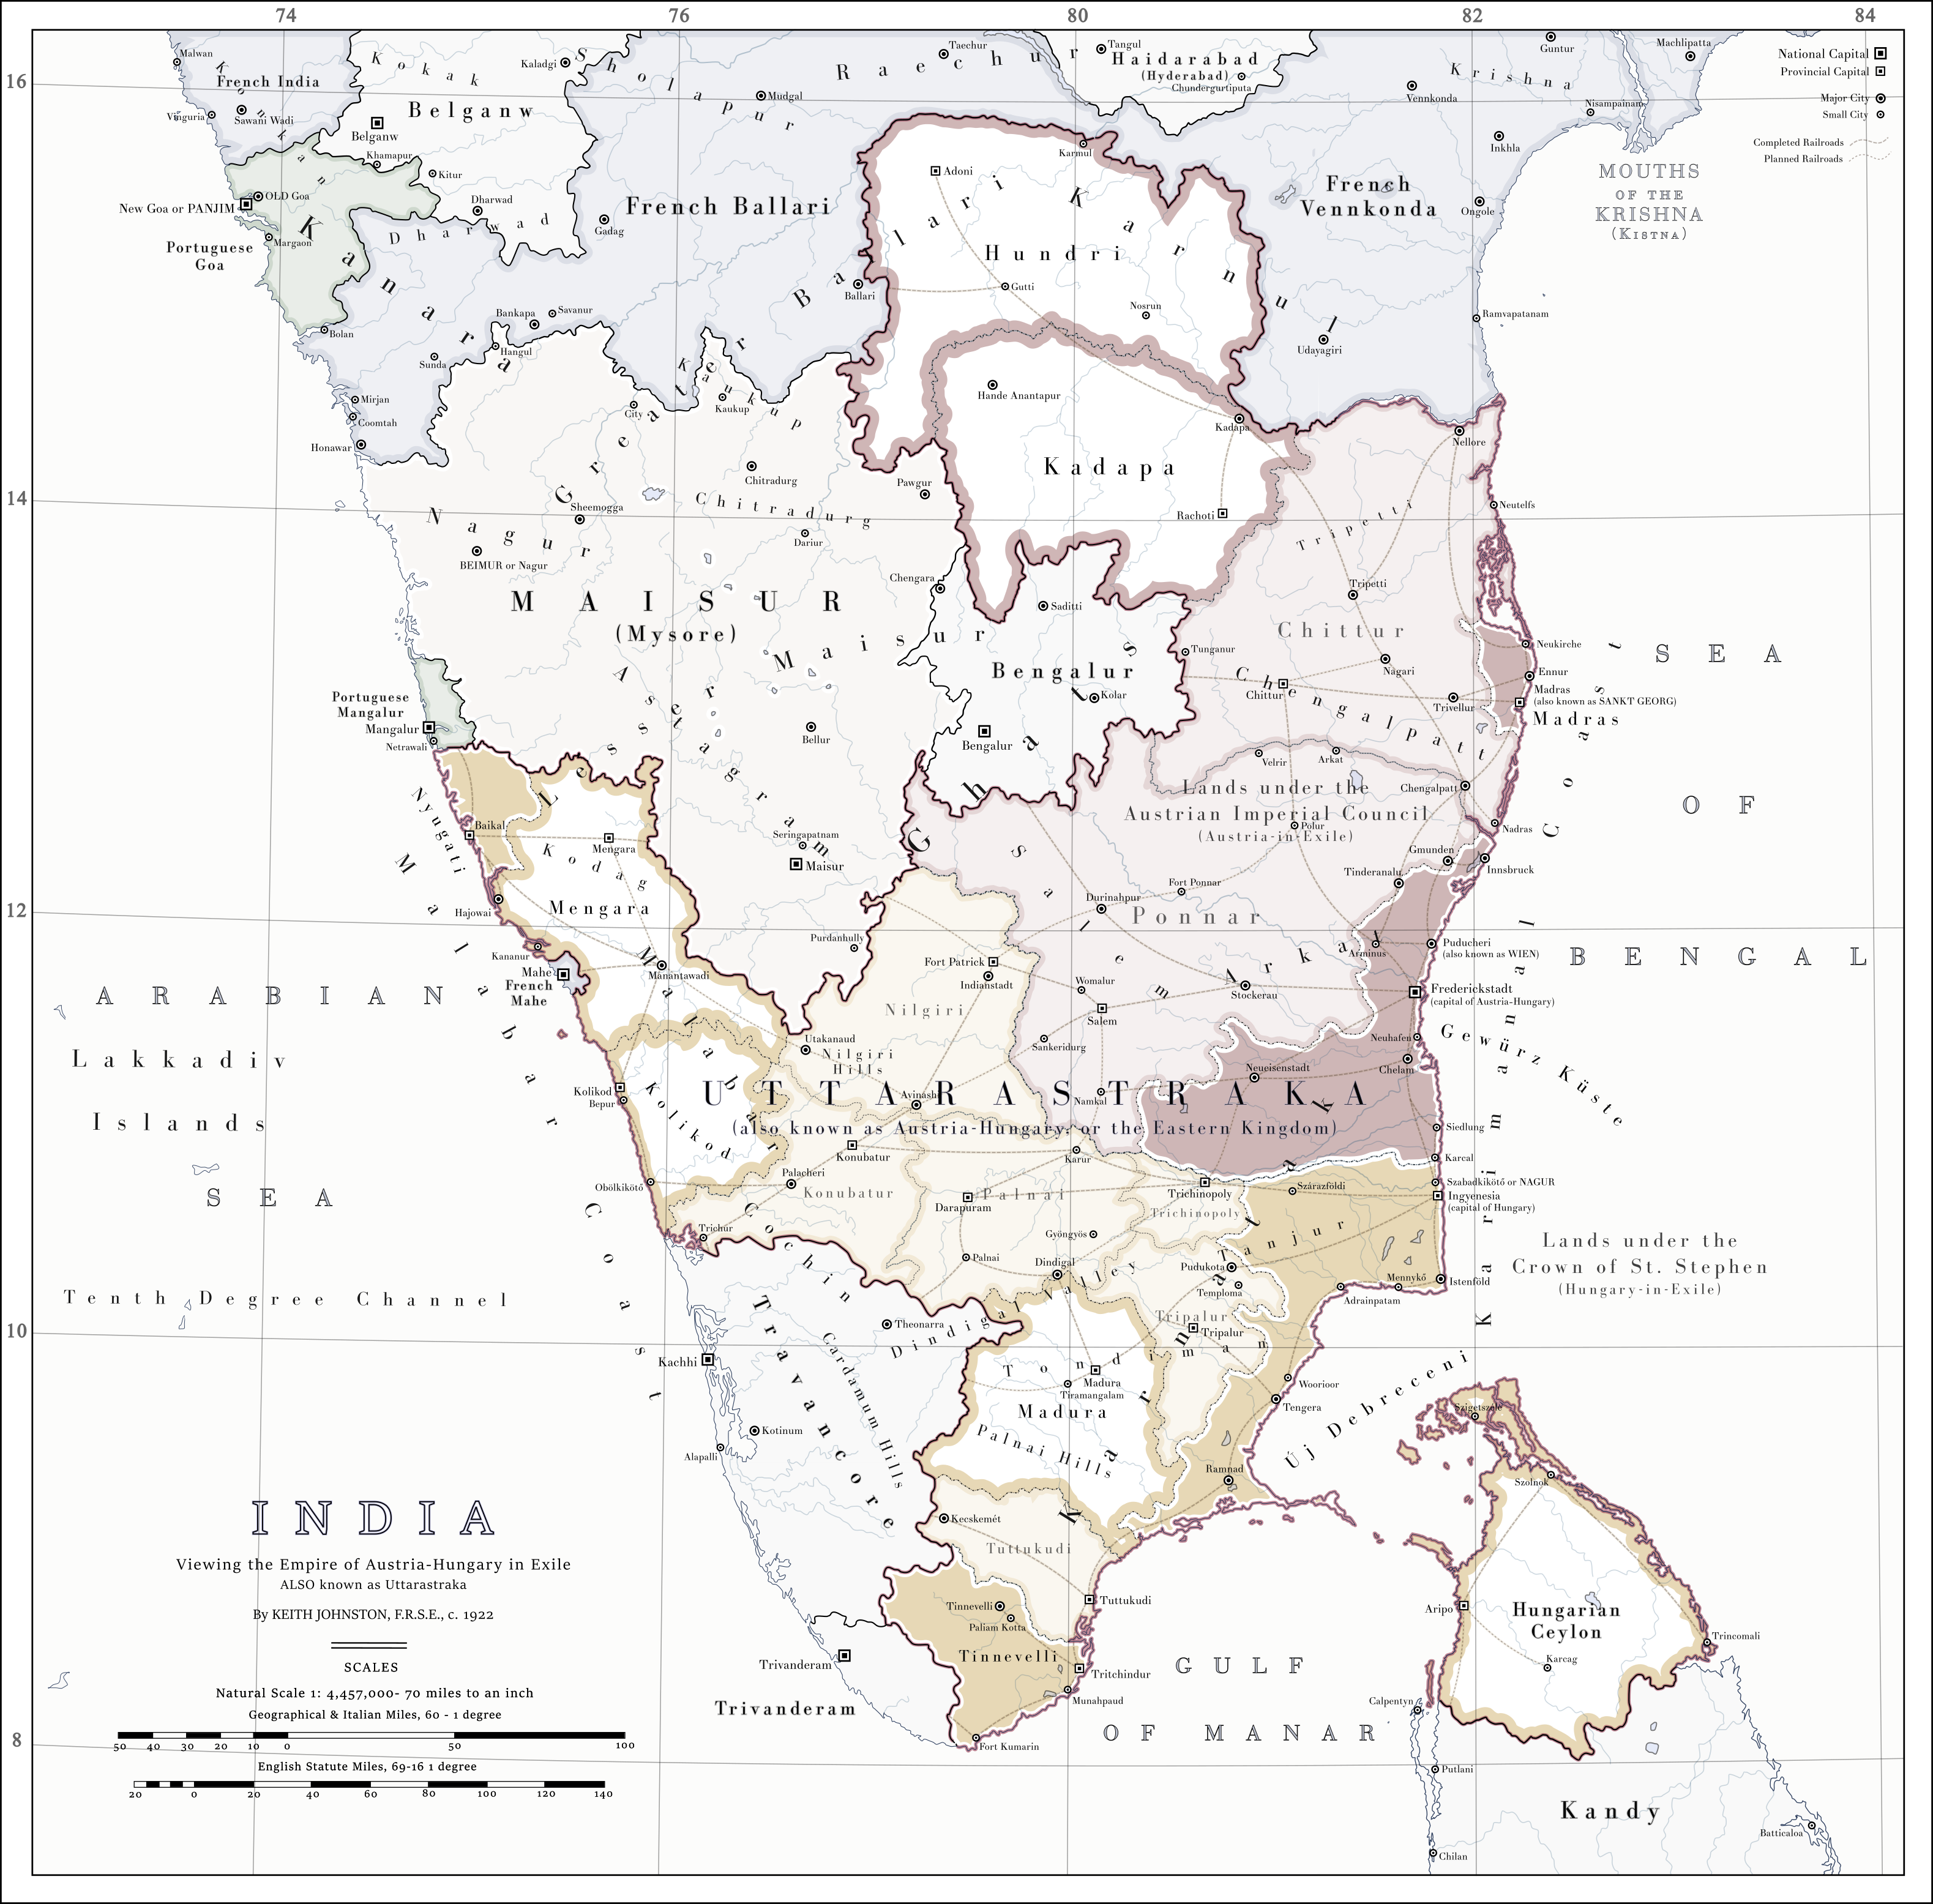 74
76
80
82
84
16
14
12
10
8
National Capital
Provincial Capital
Major City
Small City
Completed Railroads
Planned Railroads
Malwan
French India
Konkan
Vinguria
Sawani Wadi
Kokak
Kaladgi
Belganw
Belganw
Khamapur
Kitur
Dharwad
Dharwad
Gadag
Sholapur
Mudgal
Raechur
Taechur
Tangul
Haidarabad
(Hyderabad)
Chundergurtiputa
Guntur
Machlipatta
Krishna
Vennkonda
Nisampainam
Inkhla
Ongole
MOUTHS
OF THE
KRISHNA
(KISTNA)
OLD Goa
New Goa or PANJIM
Margaon
Portuguese
Goa
Kanara
Bolan
French Ballari
Ballari
Ballari
Karnul
Karmul
Adoni
Hundri
Gutti
Nosrun
French
Vennkonda
Udayagiri
Ramvapatanam
Bankapa
Savanur
Hangul
Sunda
Mirjan
Coomtah
Honawar
City
Kaukup
Kaukup
Greater
Hande Anantapur
Kadapa
Kadapa
Rachoti
Nellore
Neutelfs
Chitradurg
Chitradurg
Pawgur
Sheemogga
Dariur
Nagur
BEIMUR or Nagur
Chengara
MAISUR
(Mysore)
Maisur
Saditti
Bengalur
Kolar
Bengalur
Ghats
Tripetti
Tripetti
Chittur
Tunganur
Chengalpatt
Chittur
Nagari
Trivellur
Neukirche
Ennur
Madras
(also known as SANKT GEORG)
Madras
SEA
OF
BENGAL
Portuguese
Mangalur
Mangalur
Netrawali
Bellur
Lesser
Asetagram
Seringapatnam
Maisur
Velrir
Arkat
Lands under the
Austrian Imperial Council
(Austria-in-Exile)
Polur
Chengalpatt
Nadras
Gmunden
Innsbruck
Tinderanalu
Nyugati
Malabar
Coast
Baikal
Mengara
Kodag
Mengara
Hajowai
Kananur
Mahe
French
Mahe
Manantawadi
Malabar
Purdanhully
Fort Patrick
Indianstadt
Nilgiri
Utakanaud
Nilgiri
Hills
Durinahpur
Fort Ponnar
Ponnar
Salem
Womalur
Salem
Sankeridurg
Arkat
Stockerau
Arminus
Puducheri
(also known as WIEN)
Frederickstadt
(capital of Austria-Hungary)
Neuhafen
Chelam
Neueisenstadt
Gewürz Küste
Karnimanal Coast
ARABIAN
SEA
Lakkadiv
Islands
Tenth Degree Channel
Kolikod
Bepur
Kolikod
UTTARASTRAKA
(also known as Austria-Hungary, or the Eastern Kingdom)
Avinash
Namkal
Konubatur
Karur
Siedlung
Karcal
Obölkikötő
Palacheri
Konubatur
Darapuram
Palnai
Trichinopoly
Trichinopoly
Szárazföldi
Szabadkikötő or NAGUR
Ingyenesia
(capital of Hungary)
Trichur
Cochin
Gyöngyös
Palnai
Dindigal
Pudukota
Temploma
Tanjur
Mennykő
Istenföld
Adrainpatam
Lands under the
Crown of St. Stephen
(Hungary-in-Exile)
Dindigal Valley
Tripalur
Tripalur
Theonarra
Kachhi
Cardamum Hills
Travancore
Kotinum
Alapalli
Tondiman
Madura
Tiramangalam
Madura
Palnai Hills
Karnatak
Woorioor
Tengera
Új Debreceni
Ramnad
Szigetszéle
Szolnok
Kecskemét
Tuttukudi
Tuttukudi
Tinnevelli
Paliam Kotta
Tinnevelli
Tritchindur
Munahpaud
Fort Kumarin
Trivanderam
Trivanderam
GULF
OF MANAR
Aripo
Hungarian
Ceylon
Karcag
Trincomali
Calpentyn
Putlani
Kandy
Chilan
Batticaloa
INDIA
Viewing the Empire of Austria-Hungary in Exile
ALSO known as Uttarastraka
By KEITH JOHNSTON, F.R.S.E., c. 1922
SCALES
Natural Scale 1: 4,457,000- 70 miles to an inch
Geographical & Italian Miles, 60 - 1 degree
50 40 30 20 10 0 50 100
English Statute Miles, 69-16 1 degree
20 0 20 40 60 80 100 120 140